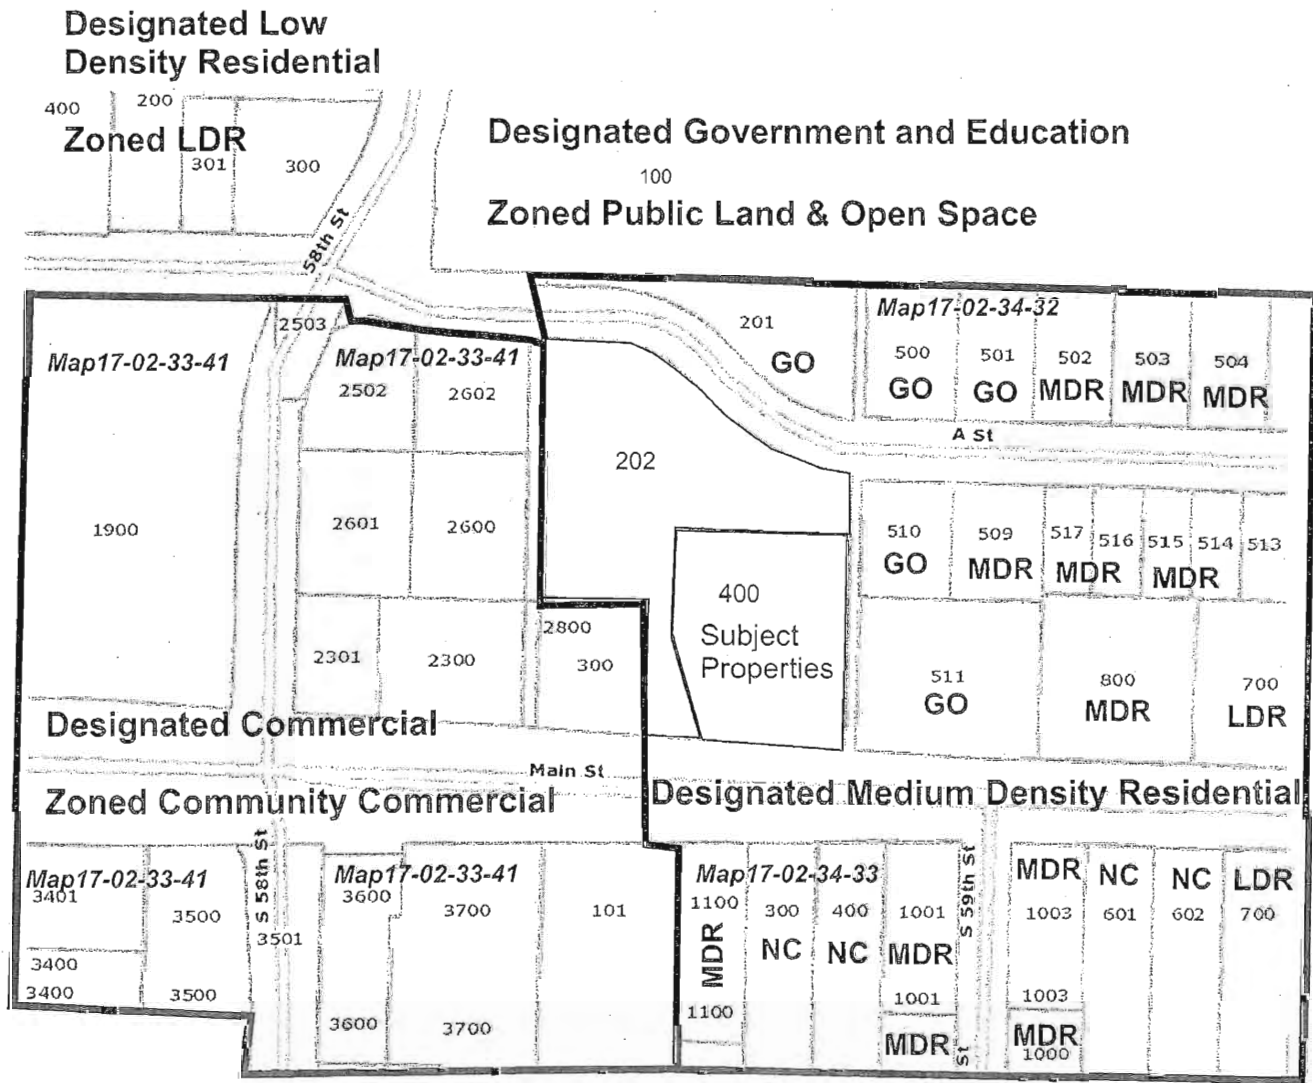 Designated Low
Density Residential
400
200
Zoned LDR
301
300
58th St
Designated Government and Education
100
Zoned Public Land & Open Space
2503
Map17-02-33-41
Map17-02-33-41
2502
2602
201
GO
Map17-02-34-32
500
501
502
503
504
GO
GO
MDR
MDR
MDR
A St
202
1900
2601
2600
510
509
517
516
515
514
513
GO
MDR
MDR
MDR
400
Subject
Properties
2301
2300
2800
300
511
GO
800
MDR
700
LDR
Designated Commercial
Main St
Zoned Community Commercial
Designated Medium Density Residential
Map17-02-33-41
3401
3500
S 58th St
3501
3400
3400
3500
Map17-02-33-41
3600
3700
101
3600
3700
Map17-02-34-33
1100
300
400
1001
MDR
NC
NC
MDR
1100
1001
MDR
S 59th St
St
MDR
NC
NC
LDR
1003
601
602
700
1003
MDR
1000